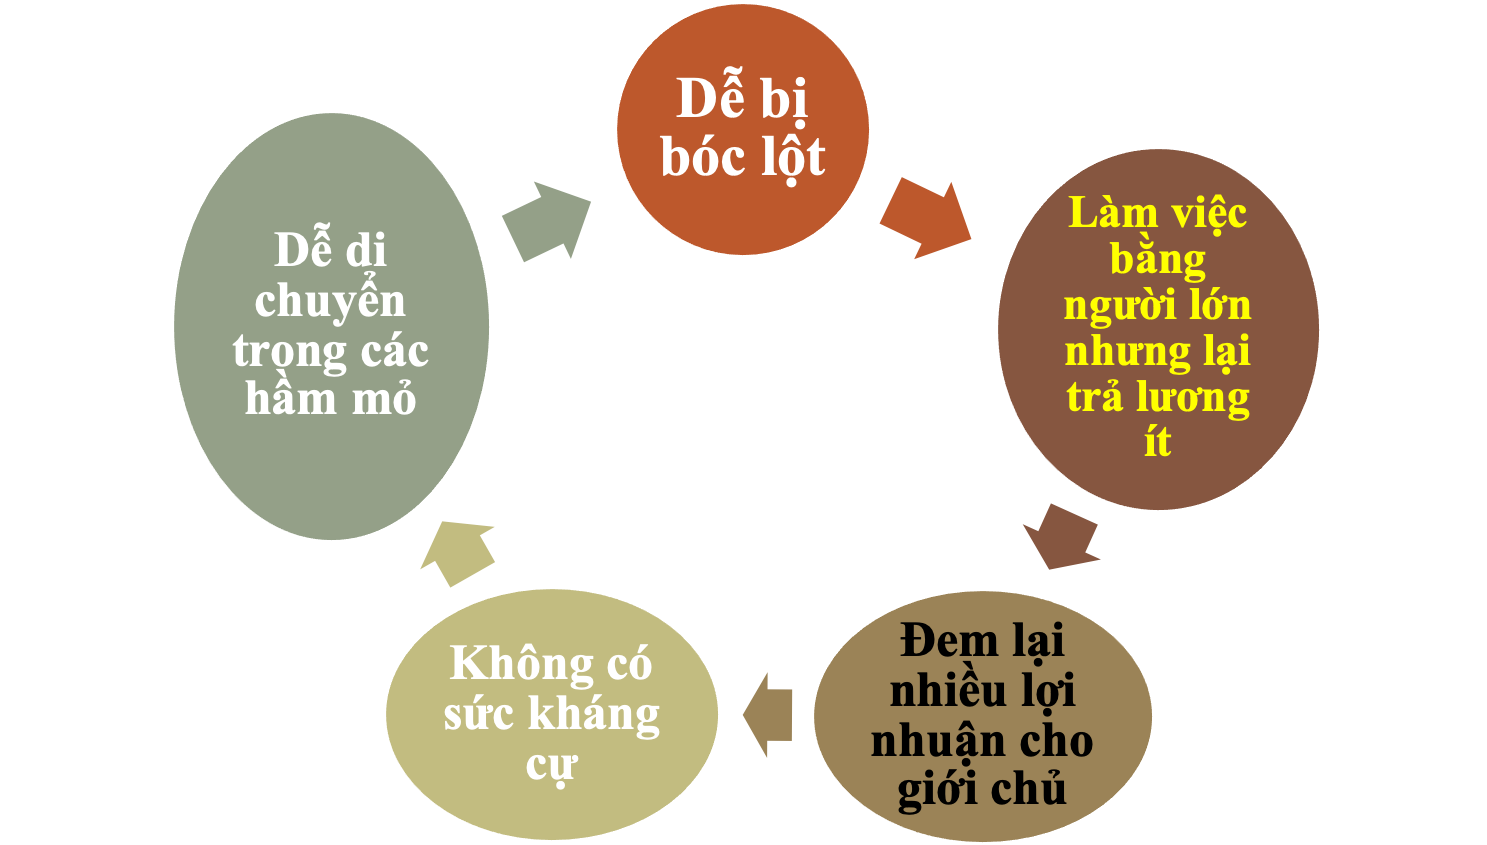 Dễ bị
bóc lột
Làm việc
bằng
người lớn
nhưng lại
trả lương
ít
Đem lại
nhiều lợi
nhuận cho
giới chủ
Không có
sức kháng
cự
Dễ di
chuyển
trong các
hầm mỏ